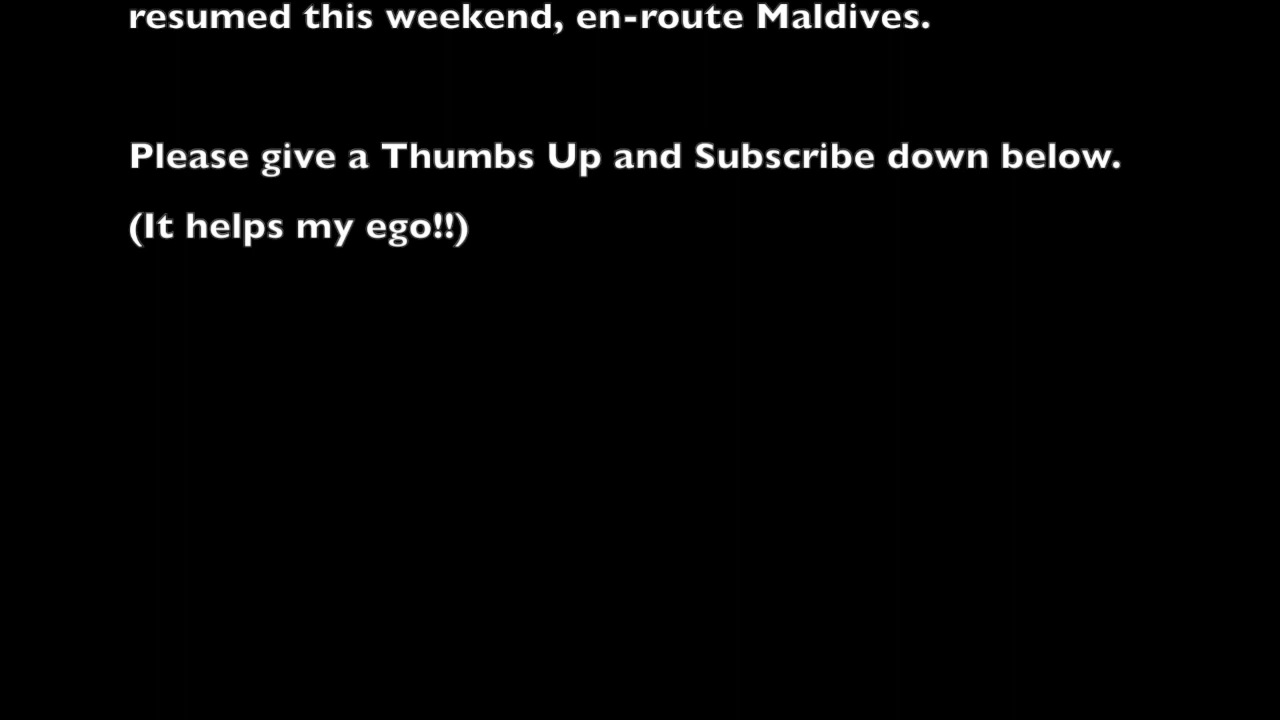 resumed this weekend, en-route Maldives.
Please give a Thumbs Up and Subscribe down below.
(It helps my ego!!)